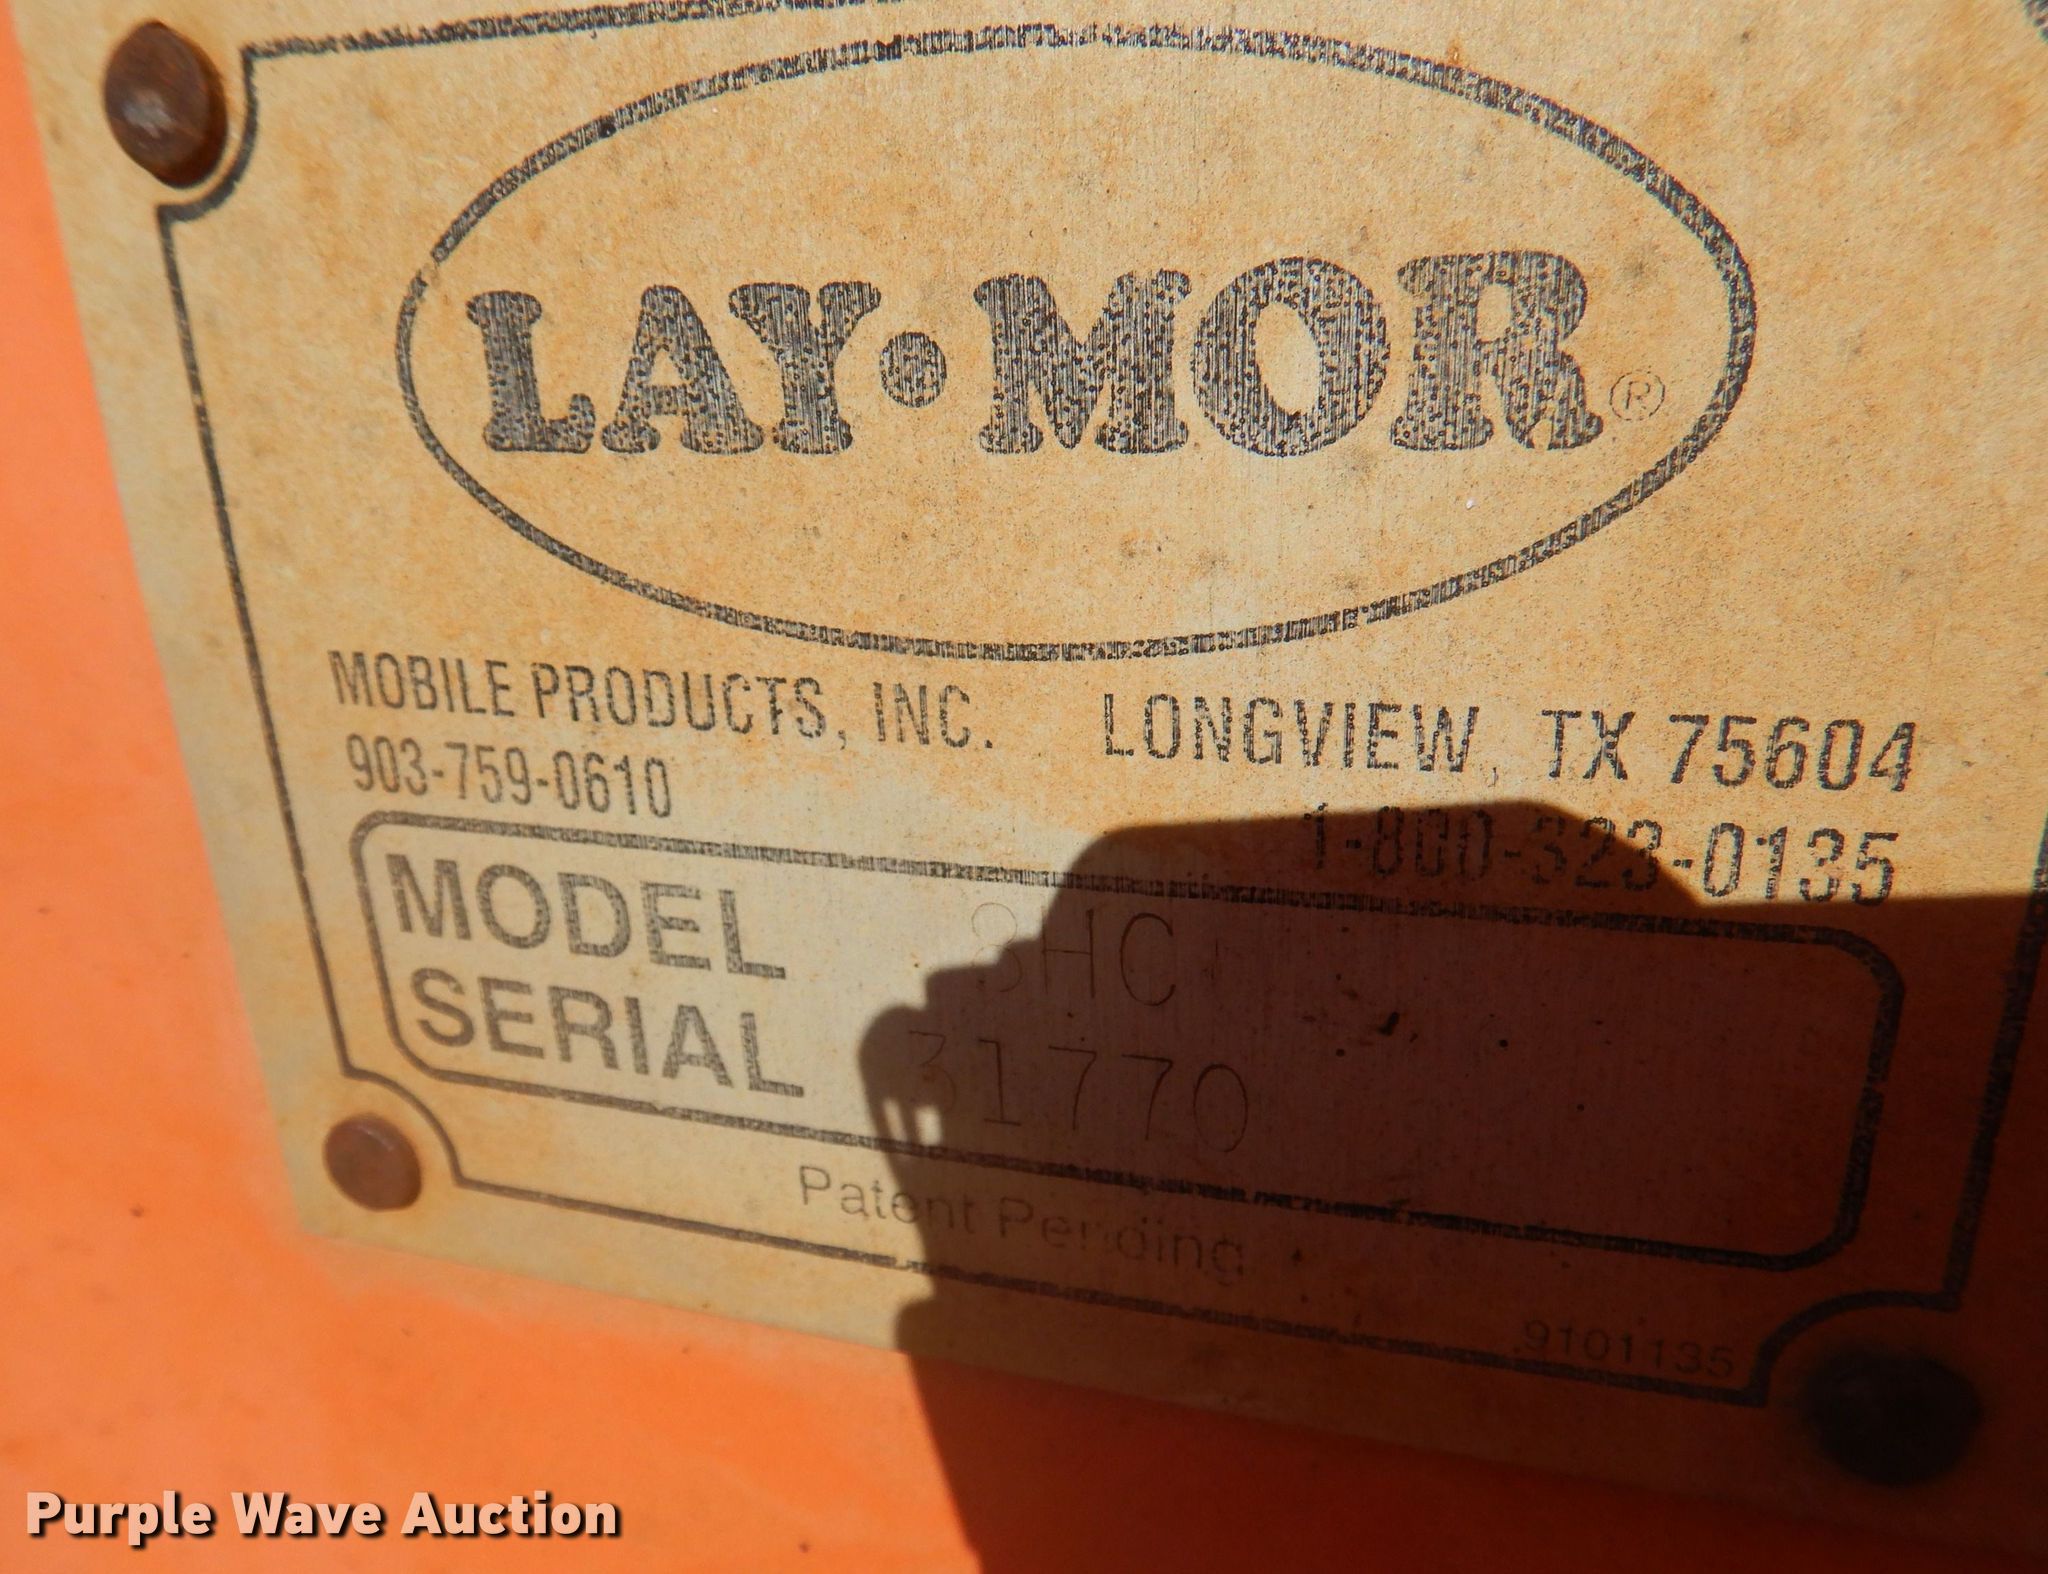 LAY•MOR®
MOBILE PRODUCTS, INC. LONGVIEW, TX 75604
903-759-0610 1-800-323-0135
MODEL 8HC
SERIAL 31770
Patent Pending
9101135
Purple Wave Auction